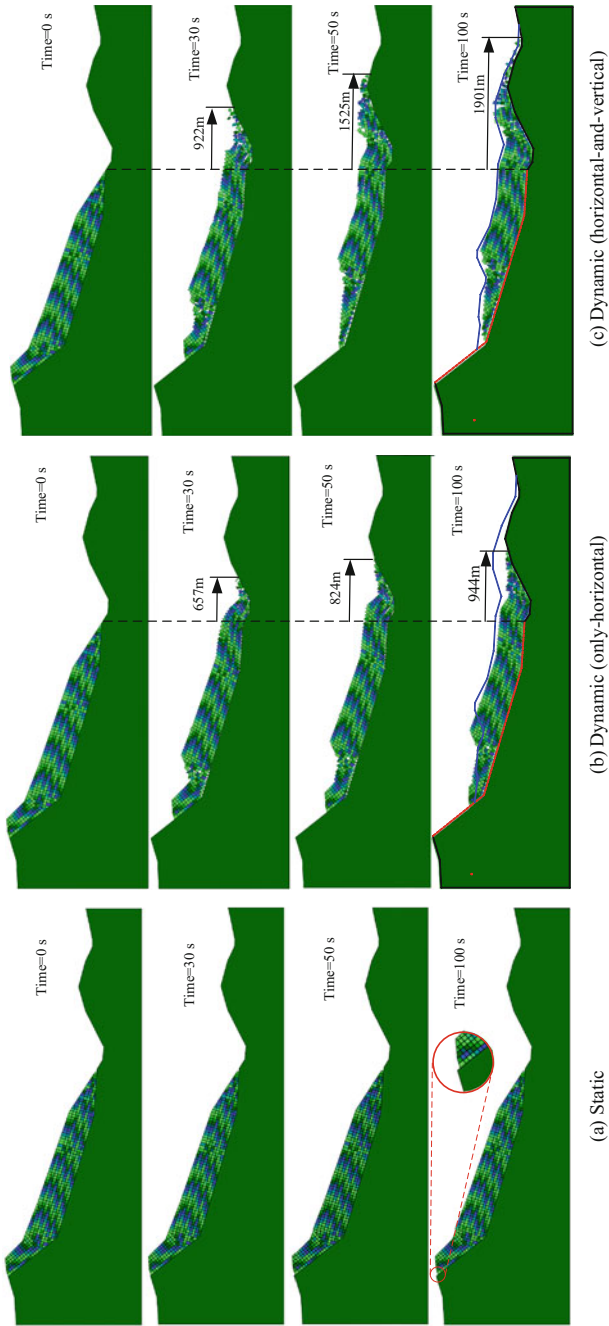 Time=0 s
Time=30 s
Time=50 s
Time=100 s
(a) Static
Time=0 s
Time=30 s
657m
Time=50 s
824m
Time=100 s
944m
(b) Dynamic (only-horizontal)
Time=0 s
Time=30 s
922m
Time=50 s
1525m
Time=100 s
1901m
(c) Dynamic (horizontal-and-vertical)